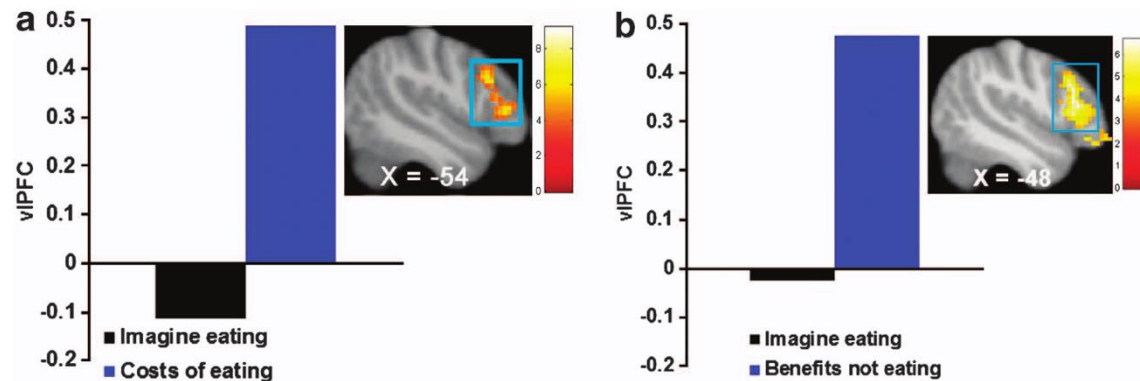 a
0.5
0.4
0.3
0.2
0.1
0
-0.1
-0.2
vlPFC
Imagine eating
Costs of eating
X = -54
8
6
4
2
0
b
0.5
0.4
0.3
0.2
0.1
0
-0.1
-0.2
vlPFC
Imagine eating
Benefits not eating
X = -48
6
5
4
3
2
1
0